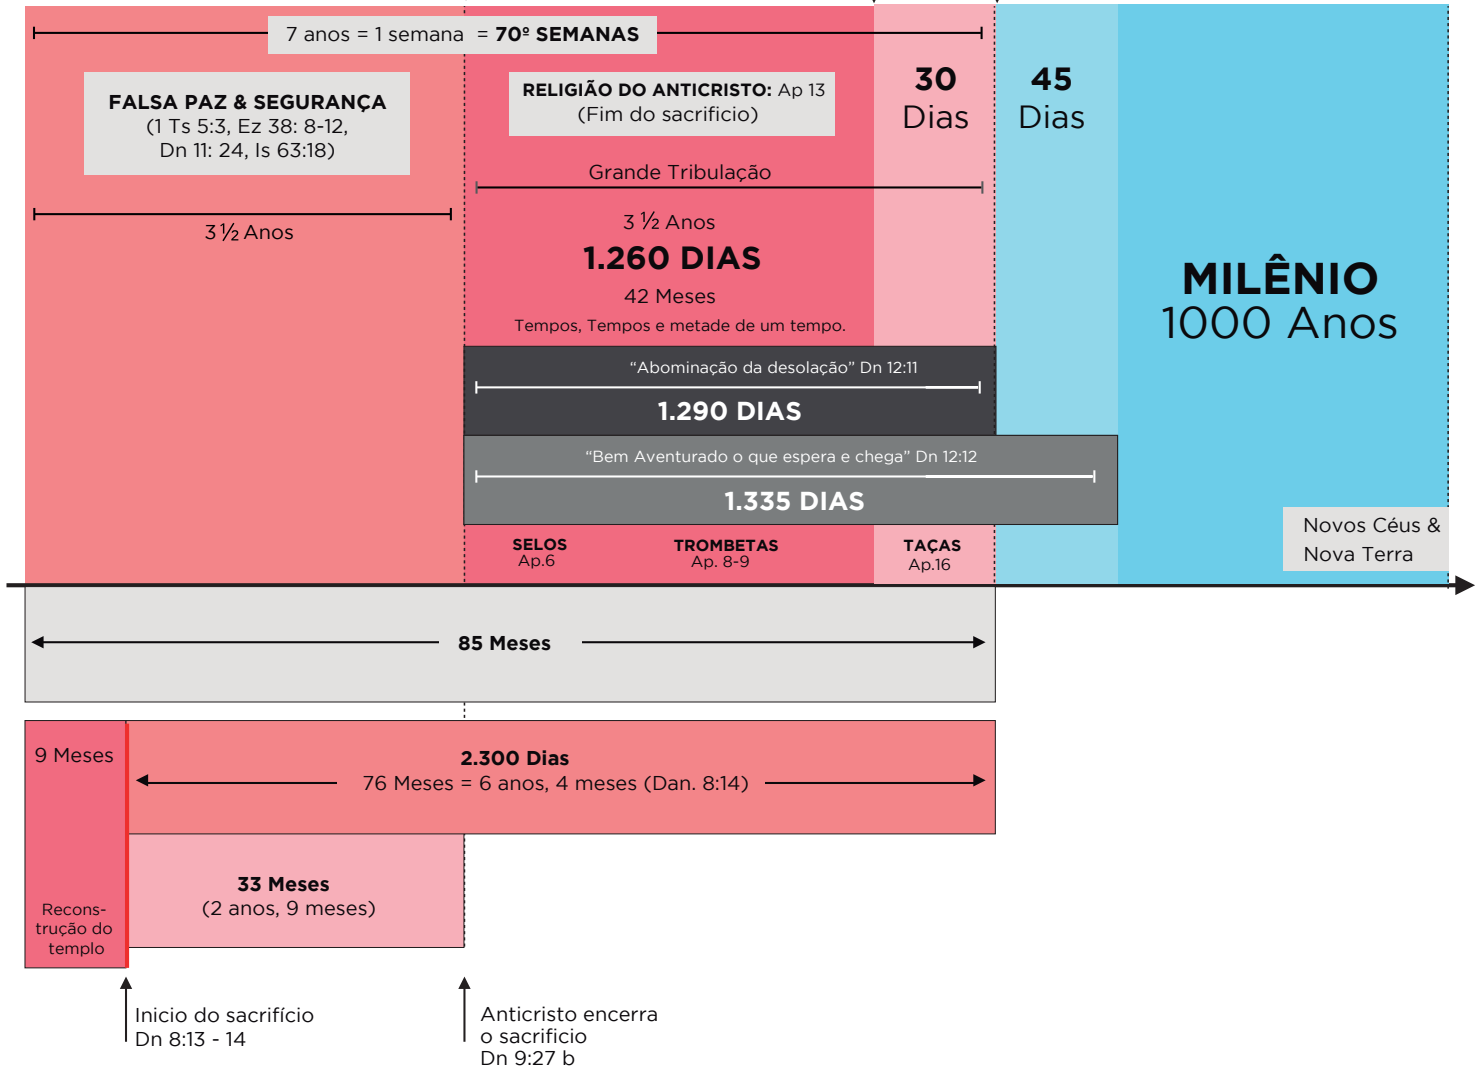 7 anos = 1 semana = 70º SEMANAS
FALSA PAZ & SEGURANÇA
(1 Ts 5:3, Ez 38: 8-12,
Dn 11: 24, Is 63:18)
3 ½ Anos
RELIGIÃO DO ANTICRISTO: Ap 13
(Fim do sacrificio)
Grande Tribulação
3 ½ Anos
1.260 DIAS
42 Meses
Tempos, Tempos e metade de um tempo.
30
Dias
45
Dias
MILÊNIO
1000 Anos
“Abominação da desolação” Dn 12:11
1.290 DIAS
“Bem Aventurado o que espera e chega” Dn 12:12
1.335 DIAS
SELOS
Ap.6
TROMBETAS
Ap. 8-9
TAÇAS
Ap.16
Novos Céus &
Nova Terra
85 Meses
9 Meses
Recons-
trução do
templo
2.300 Dias
76 Meses = 6 anos, 4 meses (Dan. 8:14)
33 Meses
(2 anos, 9 meses)
Inicio do sacrifício
Dn 8:13 - 14
Anticristo encerra
o sacrificio
Dn 9:27 b